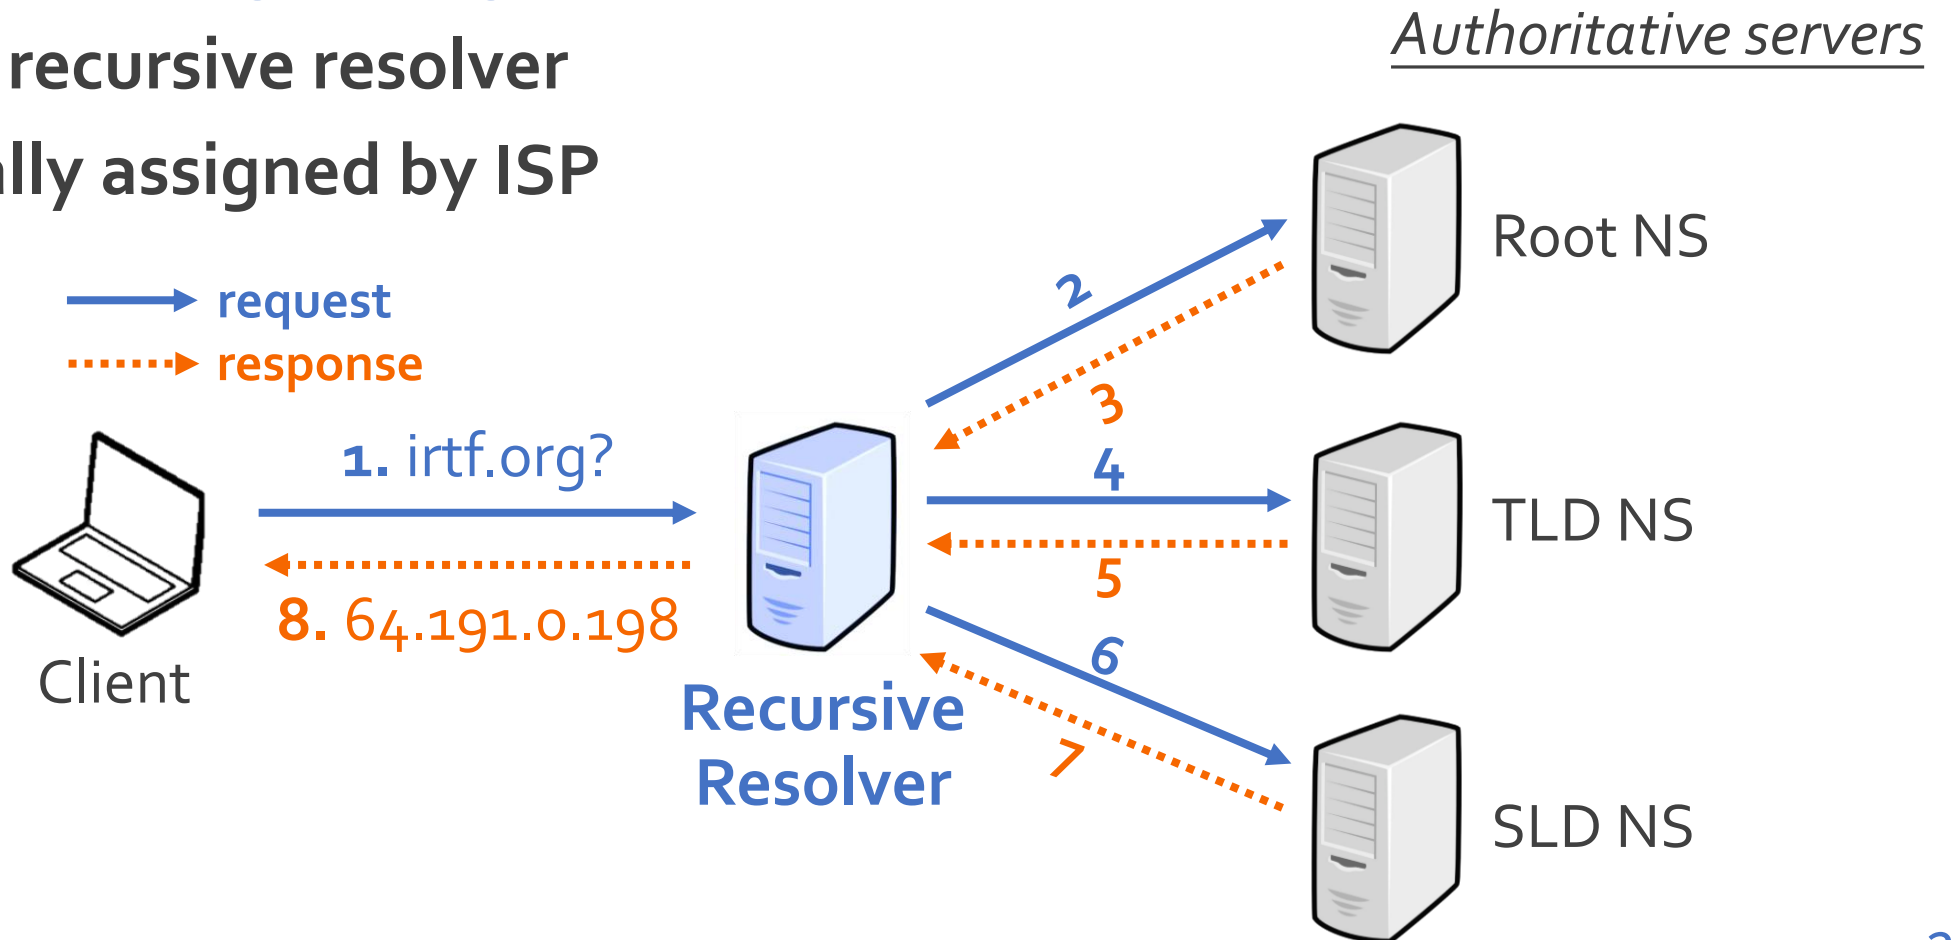 recursive resolver
ally assigned by ISP
Authoritative servers
request
response
1. irtf.org?
8. 64.191.0.198
Client
Recursive
Resolver
2
3
4
5
6
7
Root NS
TLD NS
SLD NS